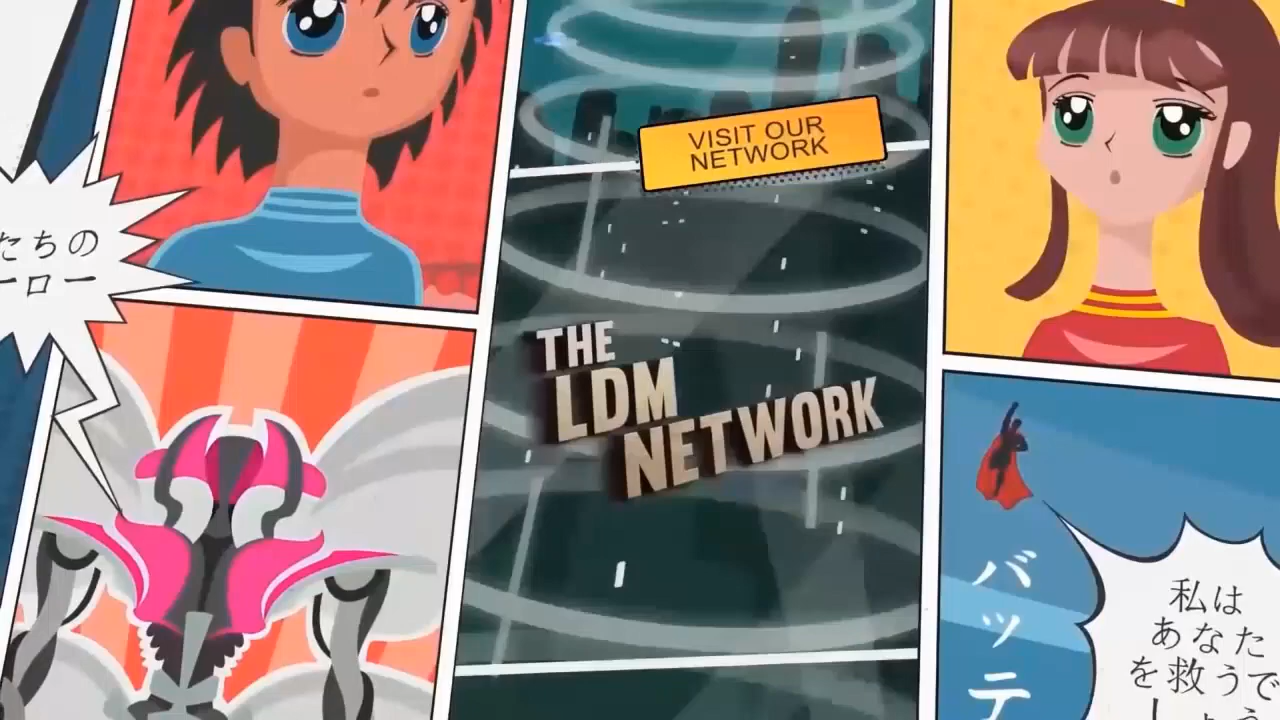 VISIT OUR
NETWORK
THE
LDM
NETWORK
たちの
ーロー
バッテ
私は
あなた
を救うで